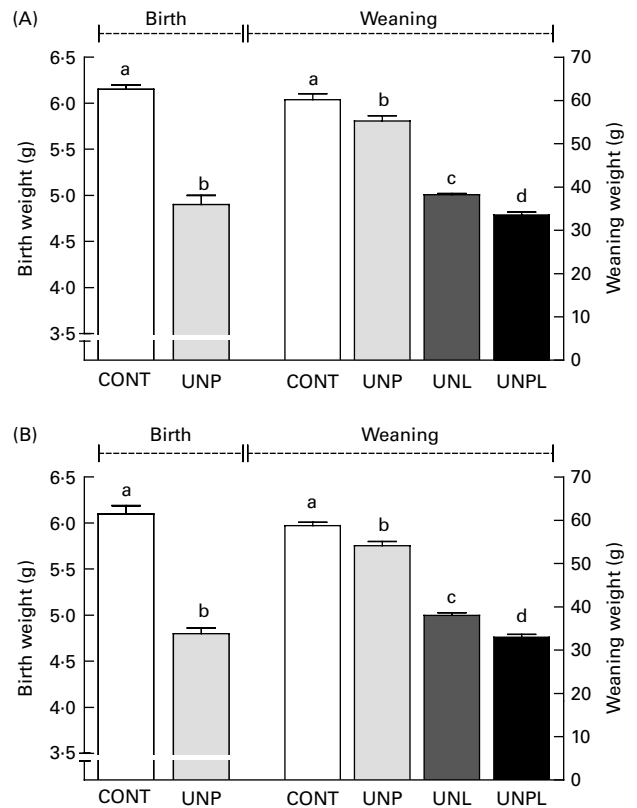 (A)
Birth
Weaning
6·5
6·0
5·5
5·0
4·5
4·0
3·5
Birth weight (g)
a
b
a
b
c
d
70
60
50
40
30
20
10
0
Weaning weight (g)
CONT
UNP
CONT
UNP
UNL
UNPL
(B)
Birth
Weaning
6·5
6·0
5·5
5·0
4·5
4·0
3·5
Birth weight (g)
a
b
a
b
c
d
70
60
50
40
30
20
10
0
Weaning weight (g)
CONT
UNP
CONT
UNP
UNL
UNPL